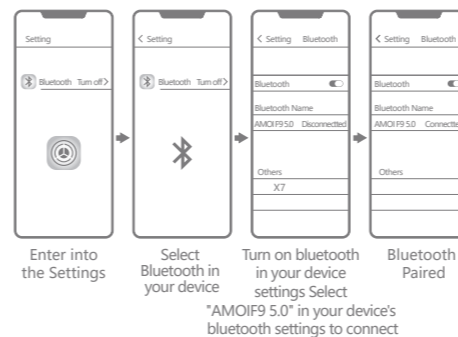 Setting
Bluetooth Turn off>
Enter into
the Settings
< Setting
Bluetooth Turn off>
Select
Bluetooth in
your device
< Setting Bluetooth
Bluetooth
Bluetooth Name
AMOIF9 5.0 Disconnectted
Others
X7
Turn on bluetooth
in your device
settings Select
"AMOIF9 5.0" in your device's
bluetooth settings to connect
< Setting Bluetooth
Bluetooth
Bluetooth Name
AMOIF9 5.0
Others
Bluetooth
Paired